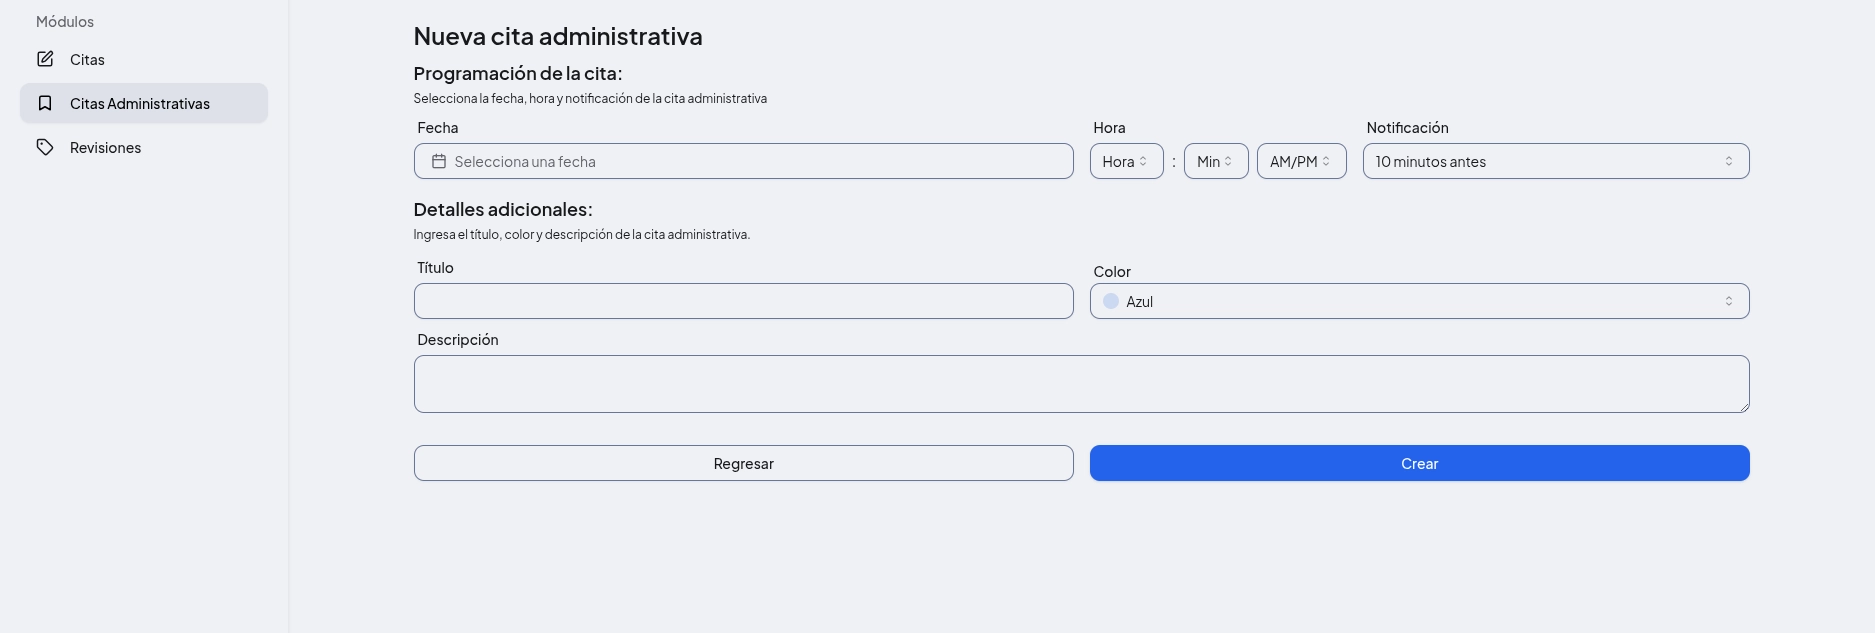 Módulos
Citas
Citas Administrativas
Revisiones
Nueva cita administrativa
Programación de la cita:
Selecciona la fecha, hora y notificación de la cita administrativa
Fecha
Hora
Notificación
Selecciona una fecha
Hora : Min AM/PM
10 minutos antes
Detalles adicionales:
Ingresa el título, color y descripción de la cita administrativa.
Título
Color
Azul
Descripción
Regresar
Crear